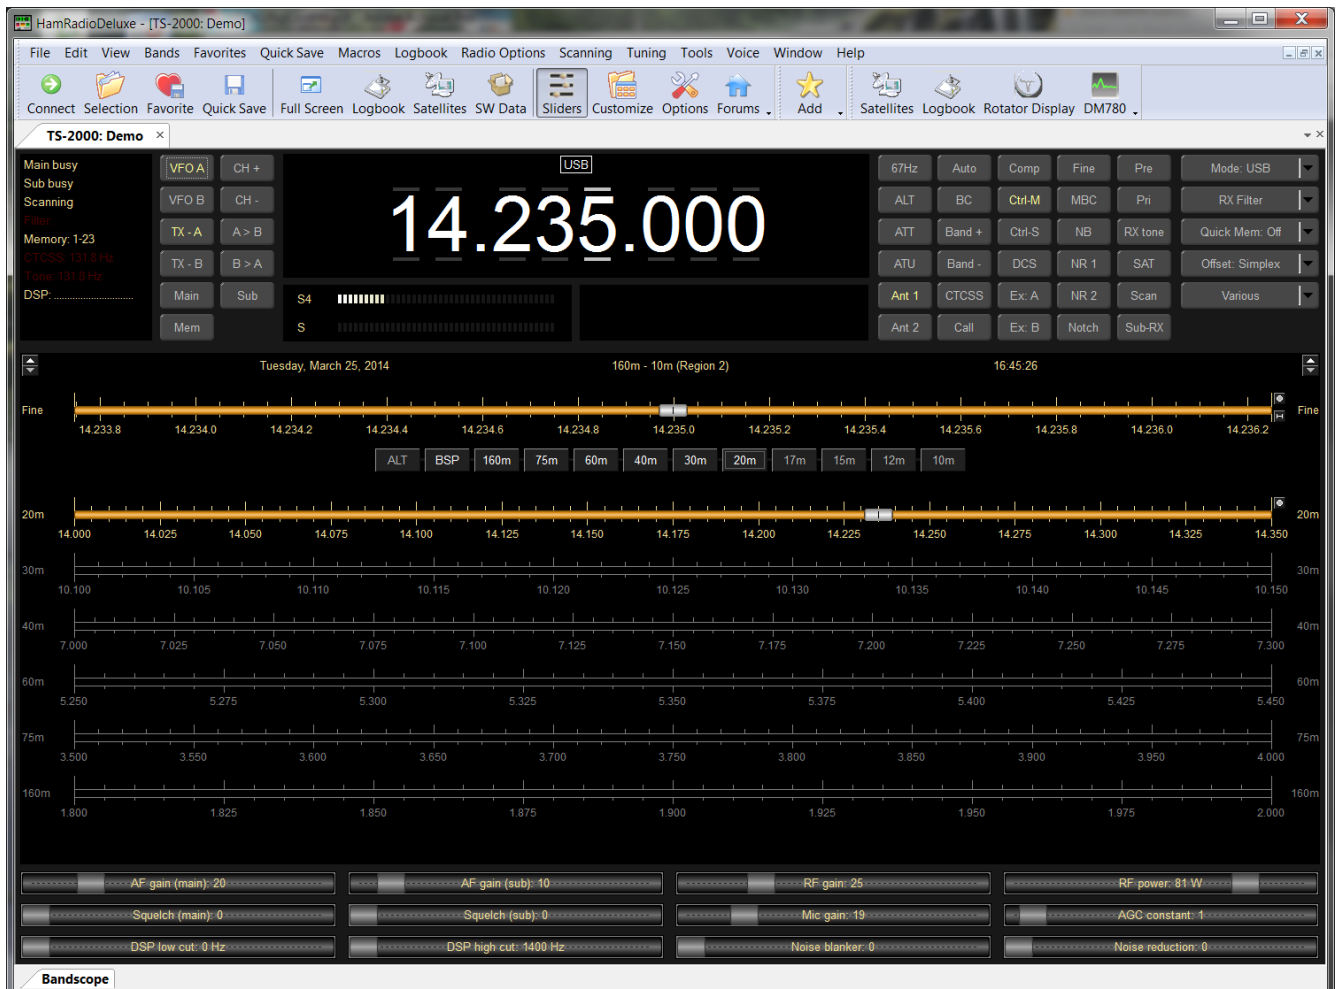 HamRadioDeluxe - [TS-2000: Demo]
File Edit View Bands Favorites Quick Save Macros Logbook Radio Options Scanning Tuning Tools Voice Window Help
Connect Selection Favorite Quick Save Full Screen Logbook Satellites SW Data Sliders Customize Options Forums Add Satellites Logbook Rotator Display DM780
TS-2000: Demo
Main busy
Sub busy
Scanning
Filter:
Memory: 1-23
CTCSS: 131.8 Hz
Tone: 131.8 Hz
DSP: ............................
VFO A CH +
VFO B CH -
TX - A A > B
TX - B B > A
Main Sub
Mem
USB
14.235.000
S4
S
67Hz Auto Comp Fine Pre Mode: USB
ALT BC Ctrl-M MBC Pri RX Filter
ATT Band + Ctrl-S NB RX tone Quick Mem: Off
ATU Band - DCS NR 1 SAT Offset: Simplex
Ant 1 CTCSS Ex: A NR 2 Scan Various
Ant 2 Call Ex: B Notch Sub-RX
Tuesday, March 25, 2014 160m - 10m (Region 2) 16:45:26
Fine Fine
14.233.8 14.234.0 14.234.2 14.234.4 14.234.6 14.234.8 14.235.0 14.235.2 14.235.4 14.235.6 14.235.8 14.236.0 14.236.2
ALT BSP 160m 75m 60m 40m 30m 20m 17m 15m 12m 10m
20m 20m
14.000 14.025 14.050 14.075 14.100 14.125 14.150 14.175 14.200 14.225 14.250 14.275 14.300 14.325 14.350
30m 30m
10.100 10.105 10.110 10.115 10.120 10.125 10.130 10.135 10.140 10.145 10.150
40m 40m
7.000 7.025 7.050 7.075 7.100 7.125 7.150 7.175 7.200 7.225 7.250 7.275 7.300
60m 60m
5.250 5.275 5.300 5.325 5.350 5.375 5.400 5.425 5.450
75m 75m
3.500 3.550 3.600 3.650 3.700 3.750 3.800 3.850 3.900 3.950 4.000
160m 160m
1.800 1.825 1.850 1.875 1.900 1.925 1.950 1.975 2.000
AF gain (main): 20 AF gain (sub): 10 RF gain: 25 RF power: 81 W
Squelch (main): 0 Squelch (sub): 0 Mic gain: 19 AGC constant: 1
DSP low cut: 0 Hz DSP high cut: 1400 Hz Noise blanker: 0 Noise reduction: 0
Bandscope